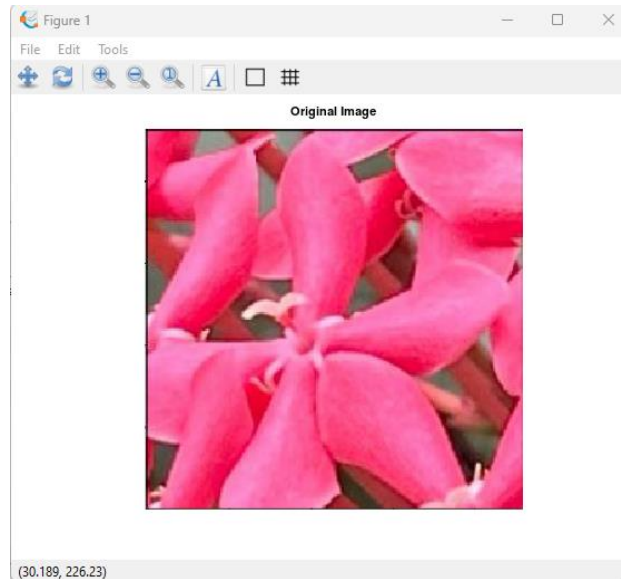 Figure 1
File Edit Tools
A
Original Image
(30.189, 226.23)